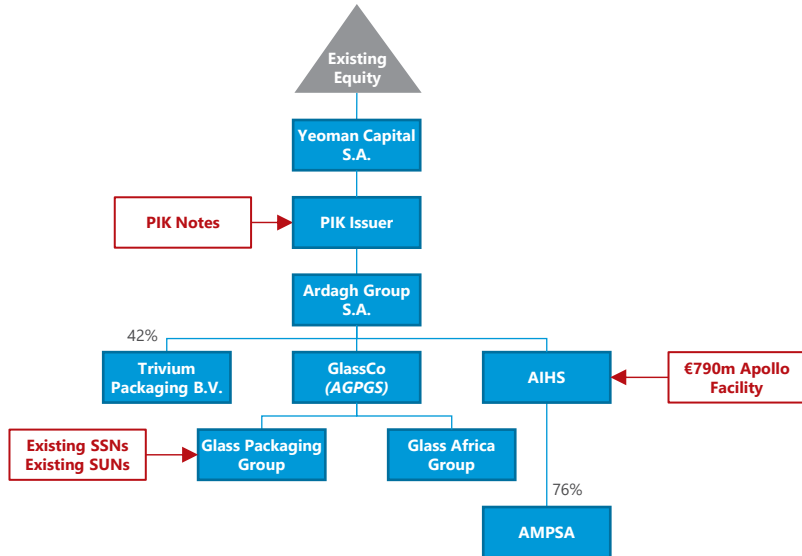 Existing
Equity
Yeoman Capital
S.A.
PIK Notes
PIK Issuer
Ardagh Group
S.A.
42%
Trivium
Packaging B.V.
GlassCo
(AGPGS)
AIHS
€790m Apollo
Facility
Existing SSNs
Existing SUNs
Glass Packaging
Group
Glass Africa
Group
76%
AMPSA